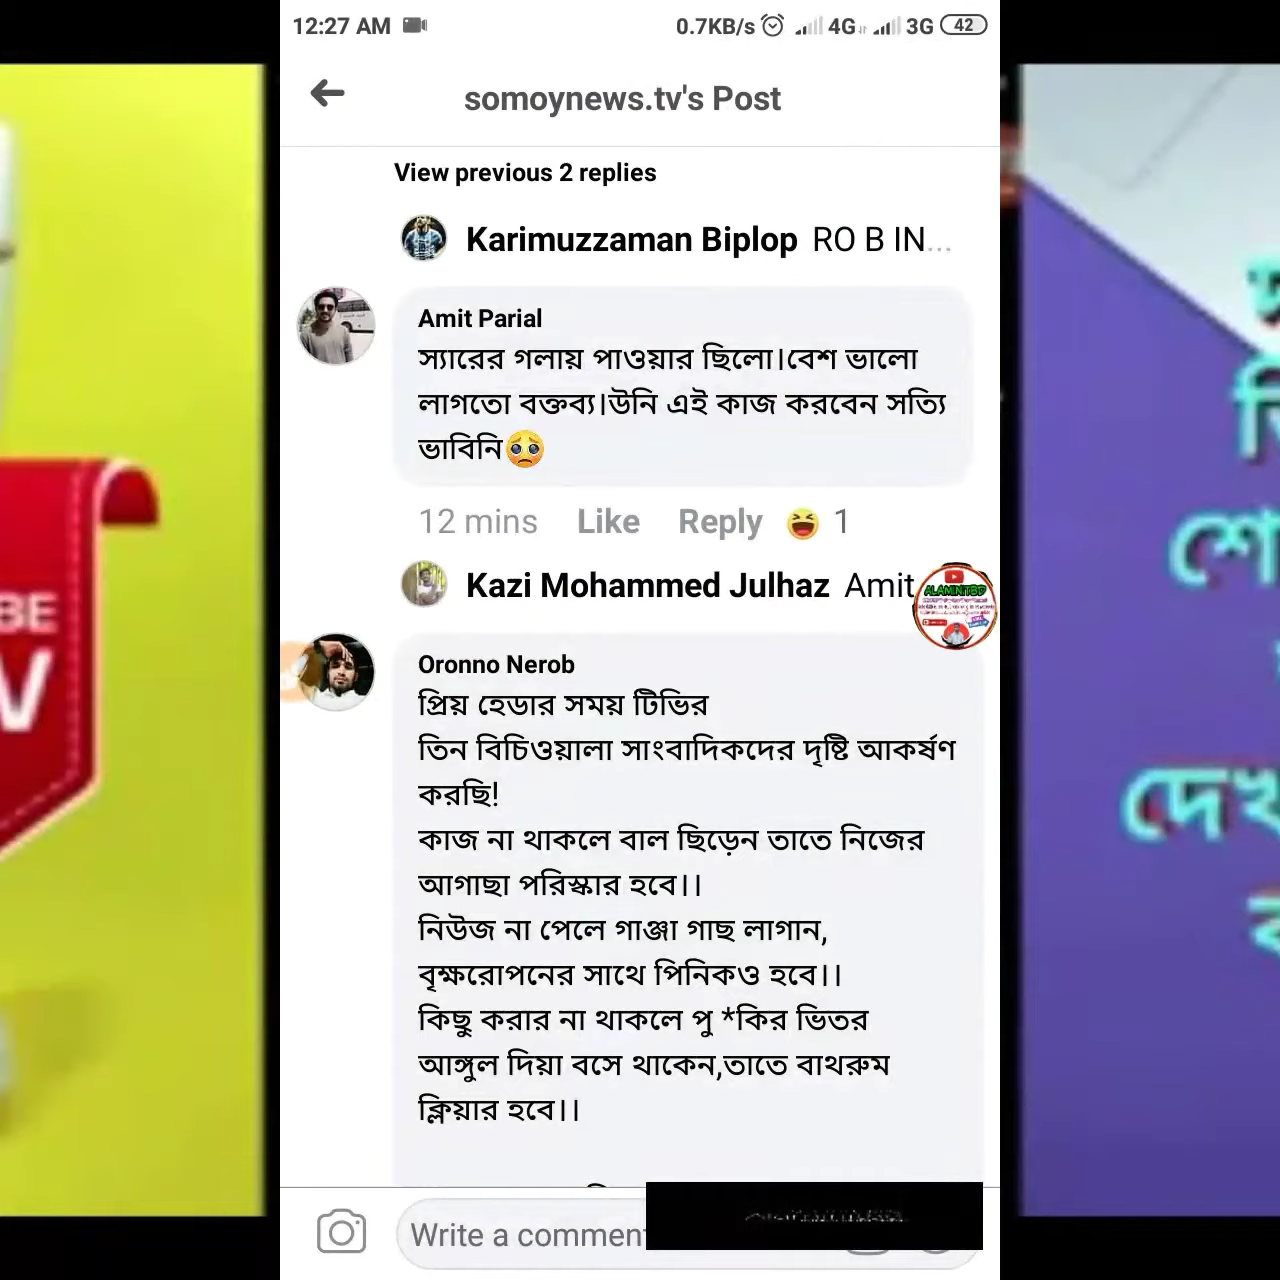 12:27 AM 0.7KB/s 4G 3G 42
somoynews.tv's Post
View previous 2 replies
Karimuzzaman Biplop RO B IN...
Amit Parial
স্যারের গলায় পাওয়ার ছিলো।বেশ ভালো
লাগতো বক্তব্য।উনি এই কাজ করবেন সত্যি
ভাবিনি🥺
12 mins Like Reply 😆 1
Kazi Mohammed Julhaz Amit
ALAMINITBD
Oronno Nerob
প্রিয় হেডার সময় টিভির
তিন বিচিওয়ালা সাংবাদিকদের দৃষ্টি আকর্ষণ
করছি!
কাজ না থাকলে বাল ছিড়েন তাতে নিজের
আগাছা পরিস্কার হবে।।
নিউজ না পেলে গাঞ্জা গাছ লাগান,
বৃক্ষরোপনের সাথে পিনিকও হবে।।
কিছু করার না থাকলে পু *কির ভিতর
আঙ্গুল দিয়া বসে থাকেন,তাতে বাথরুম
ক্লিয়ার হবে।।
Write a comment
BE
V
শে
দেখ